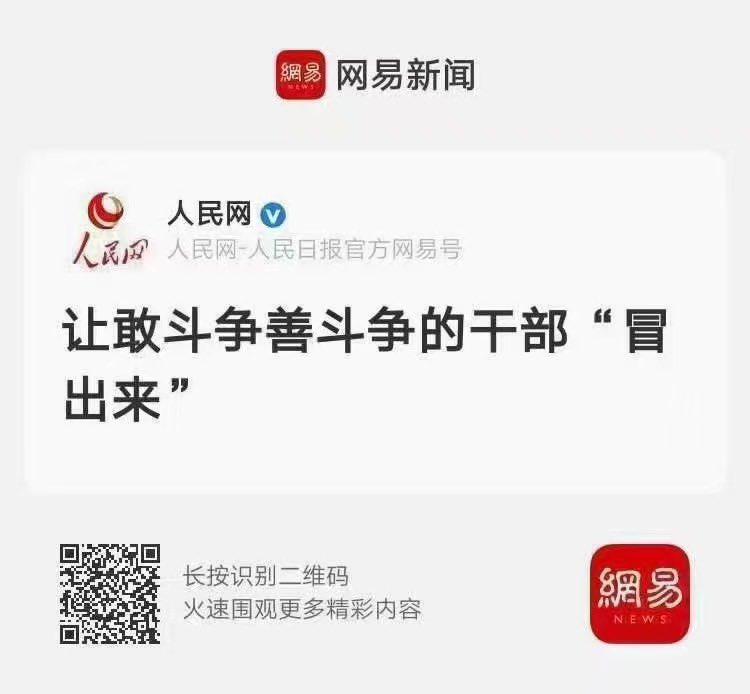 網易
NEWS
网易新闻
人民网
人民网
人民网-人民日报官方网易号
让敢斗争善斗争的干部“冒
出来”
长按识别二维码
火速围观更多精彩内容
網易
NEWS